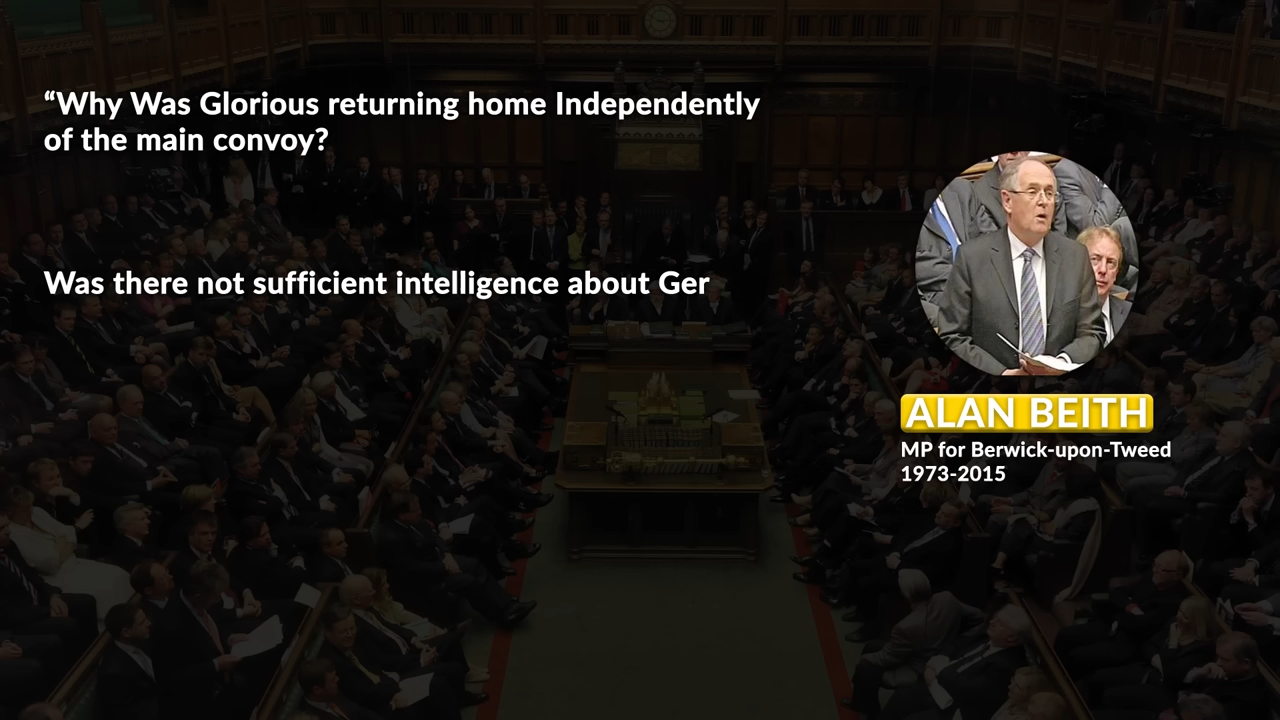 “Why Was Glorious returning home Independently
of the main convoy?
Was there not sufficient intelligence about Ger
ALAN BEITH
MP for Berwick-upon-Tweed
1973-2015